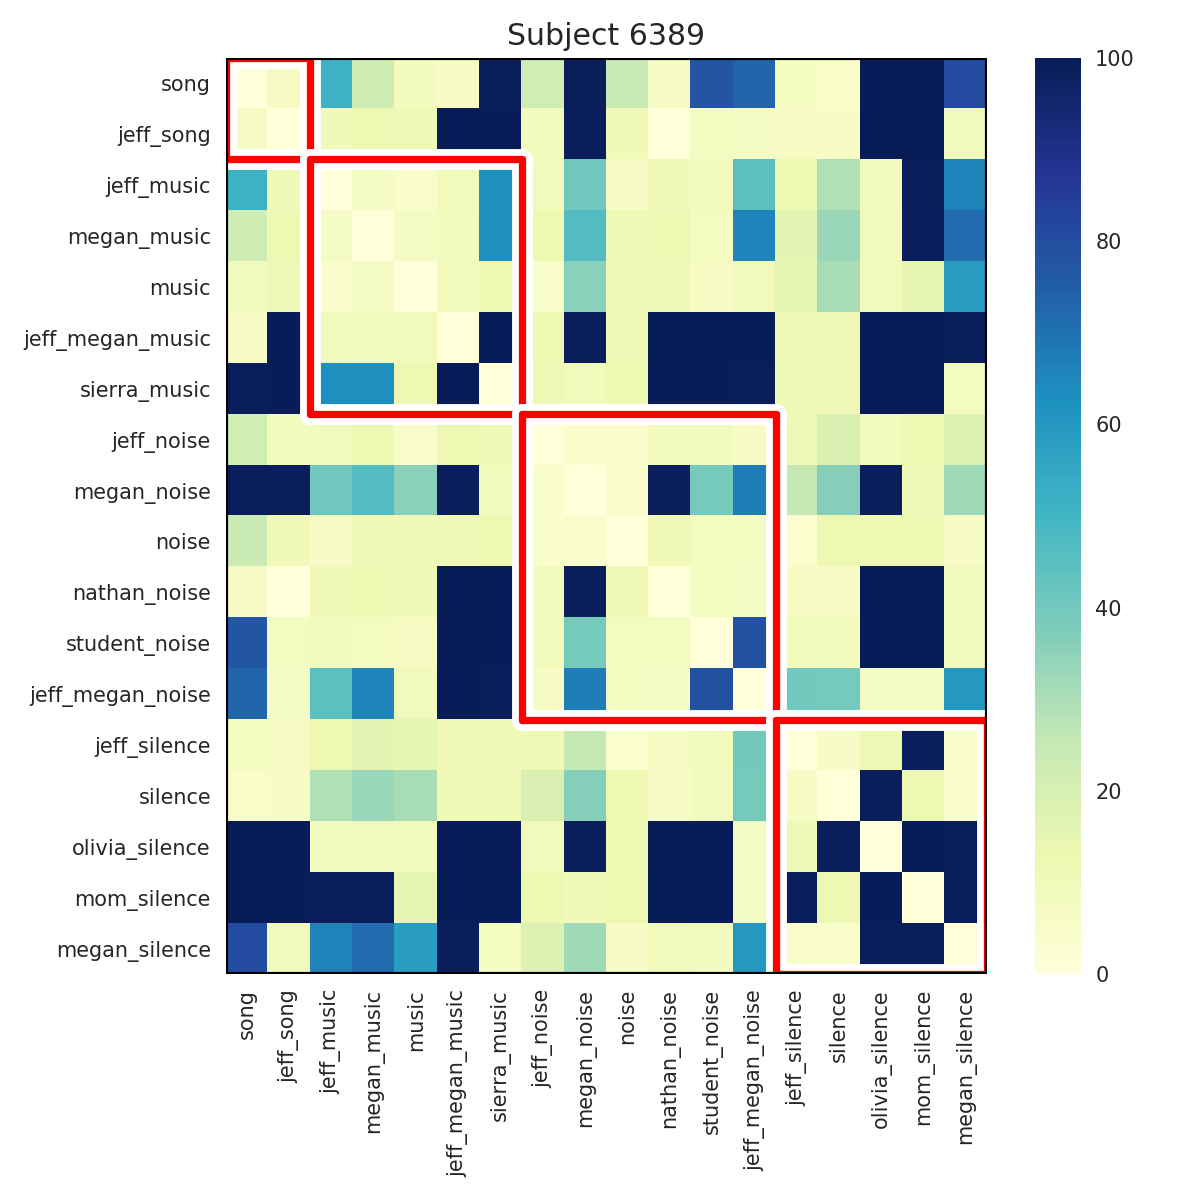 Subject 6389
song
jeff_song
jeff_music
megan_music
music
jeff_megan_music
sierra_music
jeff_noise
megan_noise
noise
nathan_noise
student_noise
jeff_megan_noise
jeff_silence
silence
olivia_silence
mom_silence
megan_silence
song
jeff_song
jeff_music
megan_music
music
jeff_megan_music
sierra_music
jeff_noise
megan_noise
noise
nathan_noise
student_noise
jeff_megan_noise
jeff_silence
silence
olivia_silence
mom_silence
megan_silence
100
80
60
40
20
0